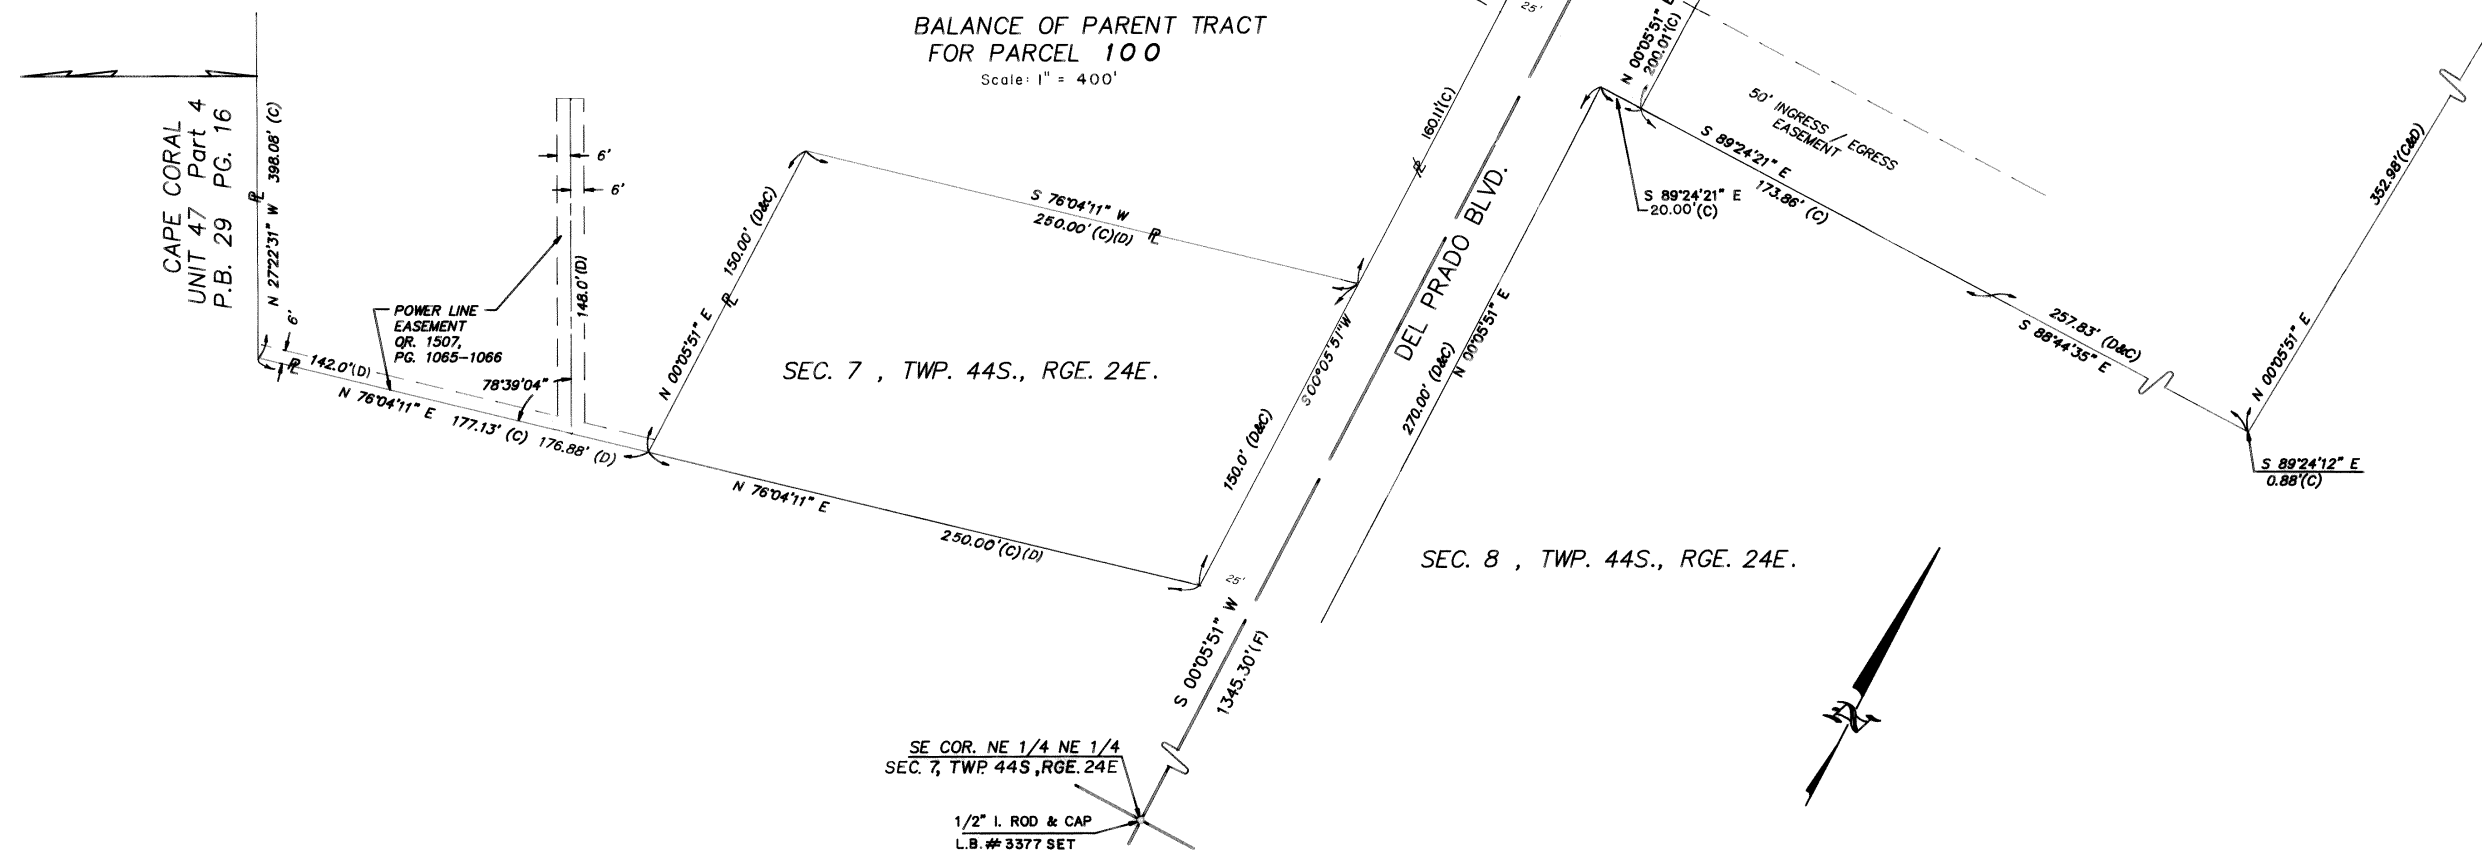 BALANCE OF PARENT TRACT
FOR PARCEL 100
Scale: 1" = 400'
CAPE CORAL
UNIT 47 Part 4
P.B. 29 PG. 16
N 27°22'31" W 398.08' (C)
6'
6'
6'
148.0'(D)
POWER LINE
EASEMENT
OR. 1507,
PG. 1065-1066
142.0'(D)
78°39'04"
N 76°04'11" E 177.13' (C) 176.88' (D)
N 00°05'51" E
150.00' (D&C)
S 76°04'11" W
250.00' (C)(D)
SEC. 7 , TWP. 44S., RGE. 24E.
N 76°04'11" E
250.00'(C)(D)
160.11'(C)
S 00°05'51"W
150.0' (D&C)
25'
25'
DEL PRADO BLVD.
N 00°05'51" E
270.00' (D&C)
S 00°05'51" W
1345.30'(F)
N 00°05'51" E
200.01'(C)
50' INGRESS / EGRESS
EASEMENT
S 89°24'21" E
173.86' (C)
S 89°24'21" E
20.00'(C)
257.83' (D&C)
S 88°44'35" E
352.98'(C&D)
N 00°05'51" E
S 89°24'12" E
0.88'(C)
SEC. 8 , TWP. 44S., RGE. 24E.
N
SE COR. NE 1/4 NE 1/4
SEC. 7, TWP. 44S ,RGE. 24E
1/2" I. ROD & CAP
L.B.# 3377 SET